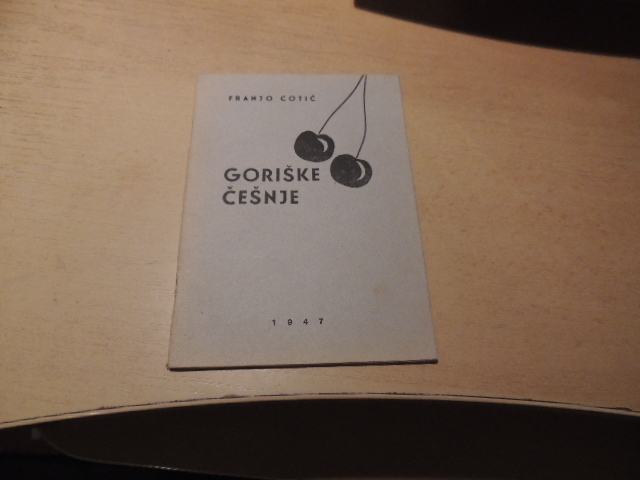 FRANJO COTIČ
GORIŠKE
ČEŠNJE
1947